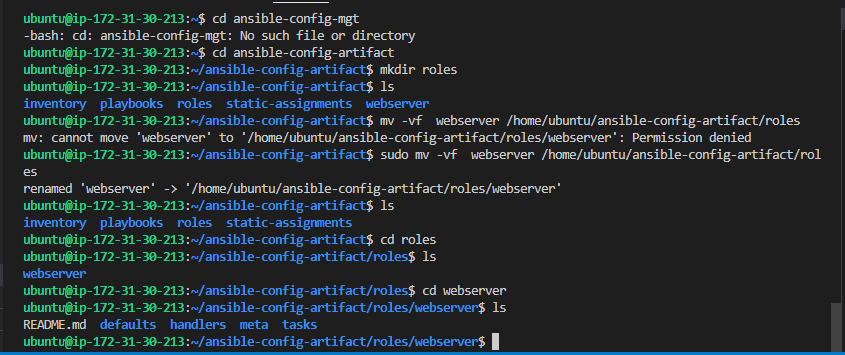 ubuntu@ip-172-31-30-213:~$ cd ansible-config-mgt
-bash: cd: ansible-config-mgt: No such file or directory
ubuntu@ip-172-31-30-213:~$ cd ansible-config-artifact
ubuntu@ip-172-31-30-213:~/ansible-config-artifact$ mkdir roles
ubuntu@ip-172-31-30-213:~/ansible-config-artifact$ ls
inventory  playbooks  roles  static-assignments  webserver
ubuntu@ip-172-31-30-213:~/ansible-config-artifact$ mv -vf  webserver /home/ubuntu/ansible-config-artifact/roles
mv: cannot move 'webserver' to '/home/ubuntu/ansible-config-artifact/roles/webserver': Permission denied
ubuntu@ip-172-31-30-213:~/ansible-config-artifact$ sudo mv -vf  webserver /home/ubuntu/ansible-config-artifact/rol
es
renamed 'webserver' -> '/home/ubuntu/ansible-config-artifact/roles/webserver'
ubuntu@ip-172-31-30-213:~/ansible-config-artifact$ ls
inventory  playbooks  roles  static-assignments
ubuntu@ip-172-31-30-213:~/ansible-config-artifact$ cd roles
ubuntu@ip-172-31-30-213:~/ansible-config-artifact/roles$ ls
webserver
ubuntu@ip-172-31-30-213:~/ansible-config-artifact/roles$ cd webserver
ubuntu@ip-172-31-30-213:~/ansible-config-artifact/roles/webserver$ ls
README.md  defaults  handlers  meta  tasks
ubuntu@ip-172-31-30-213:~/ansible-config-artifact/roles/webserver$